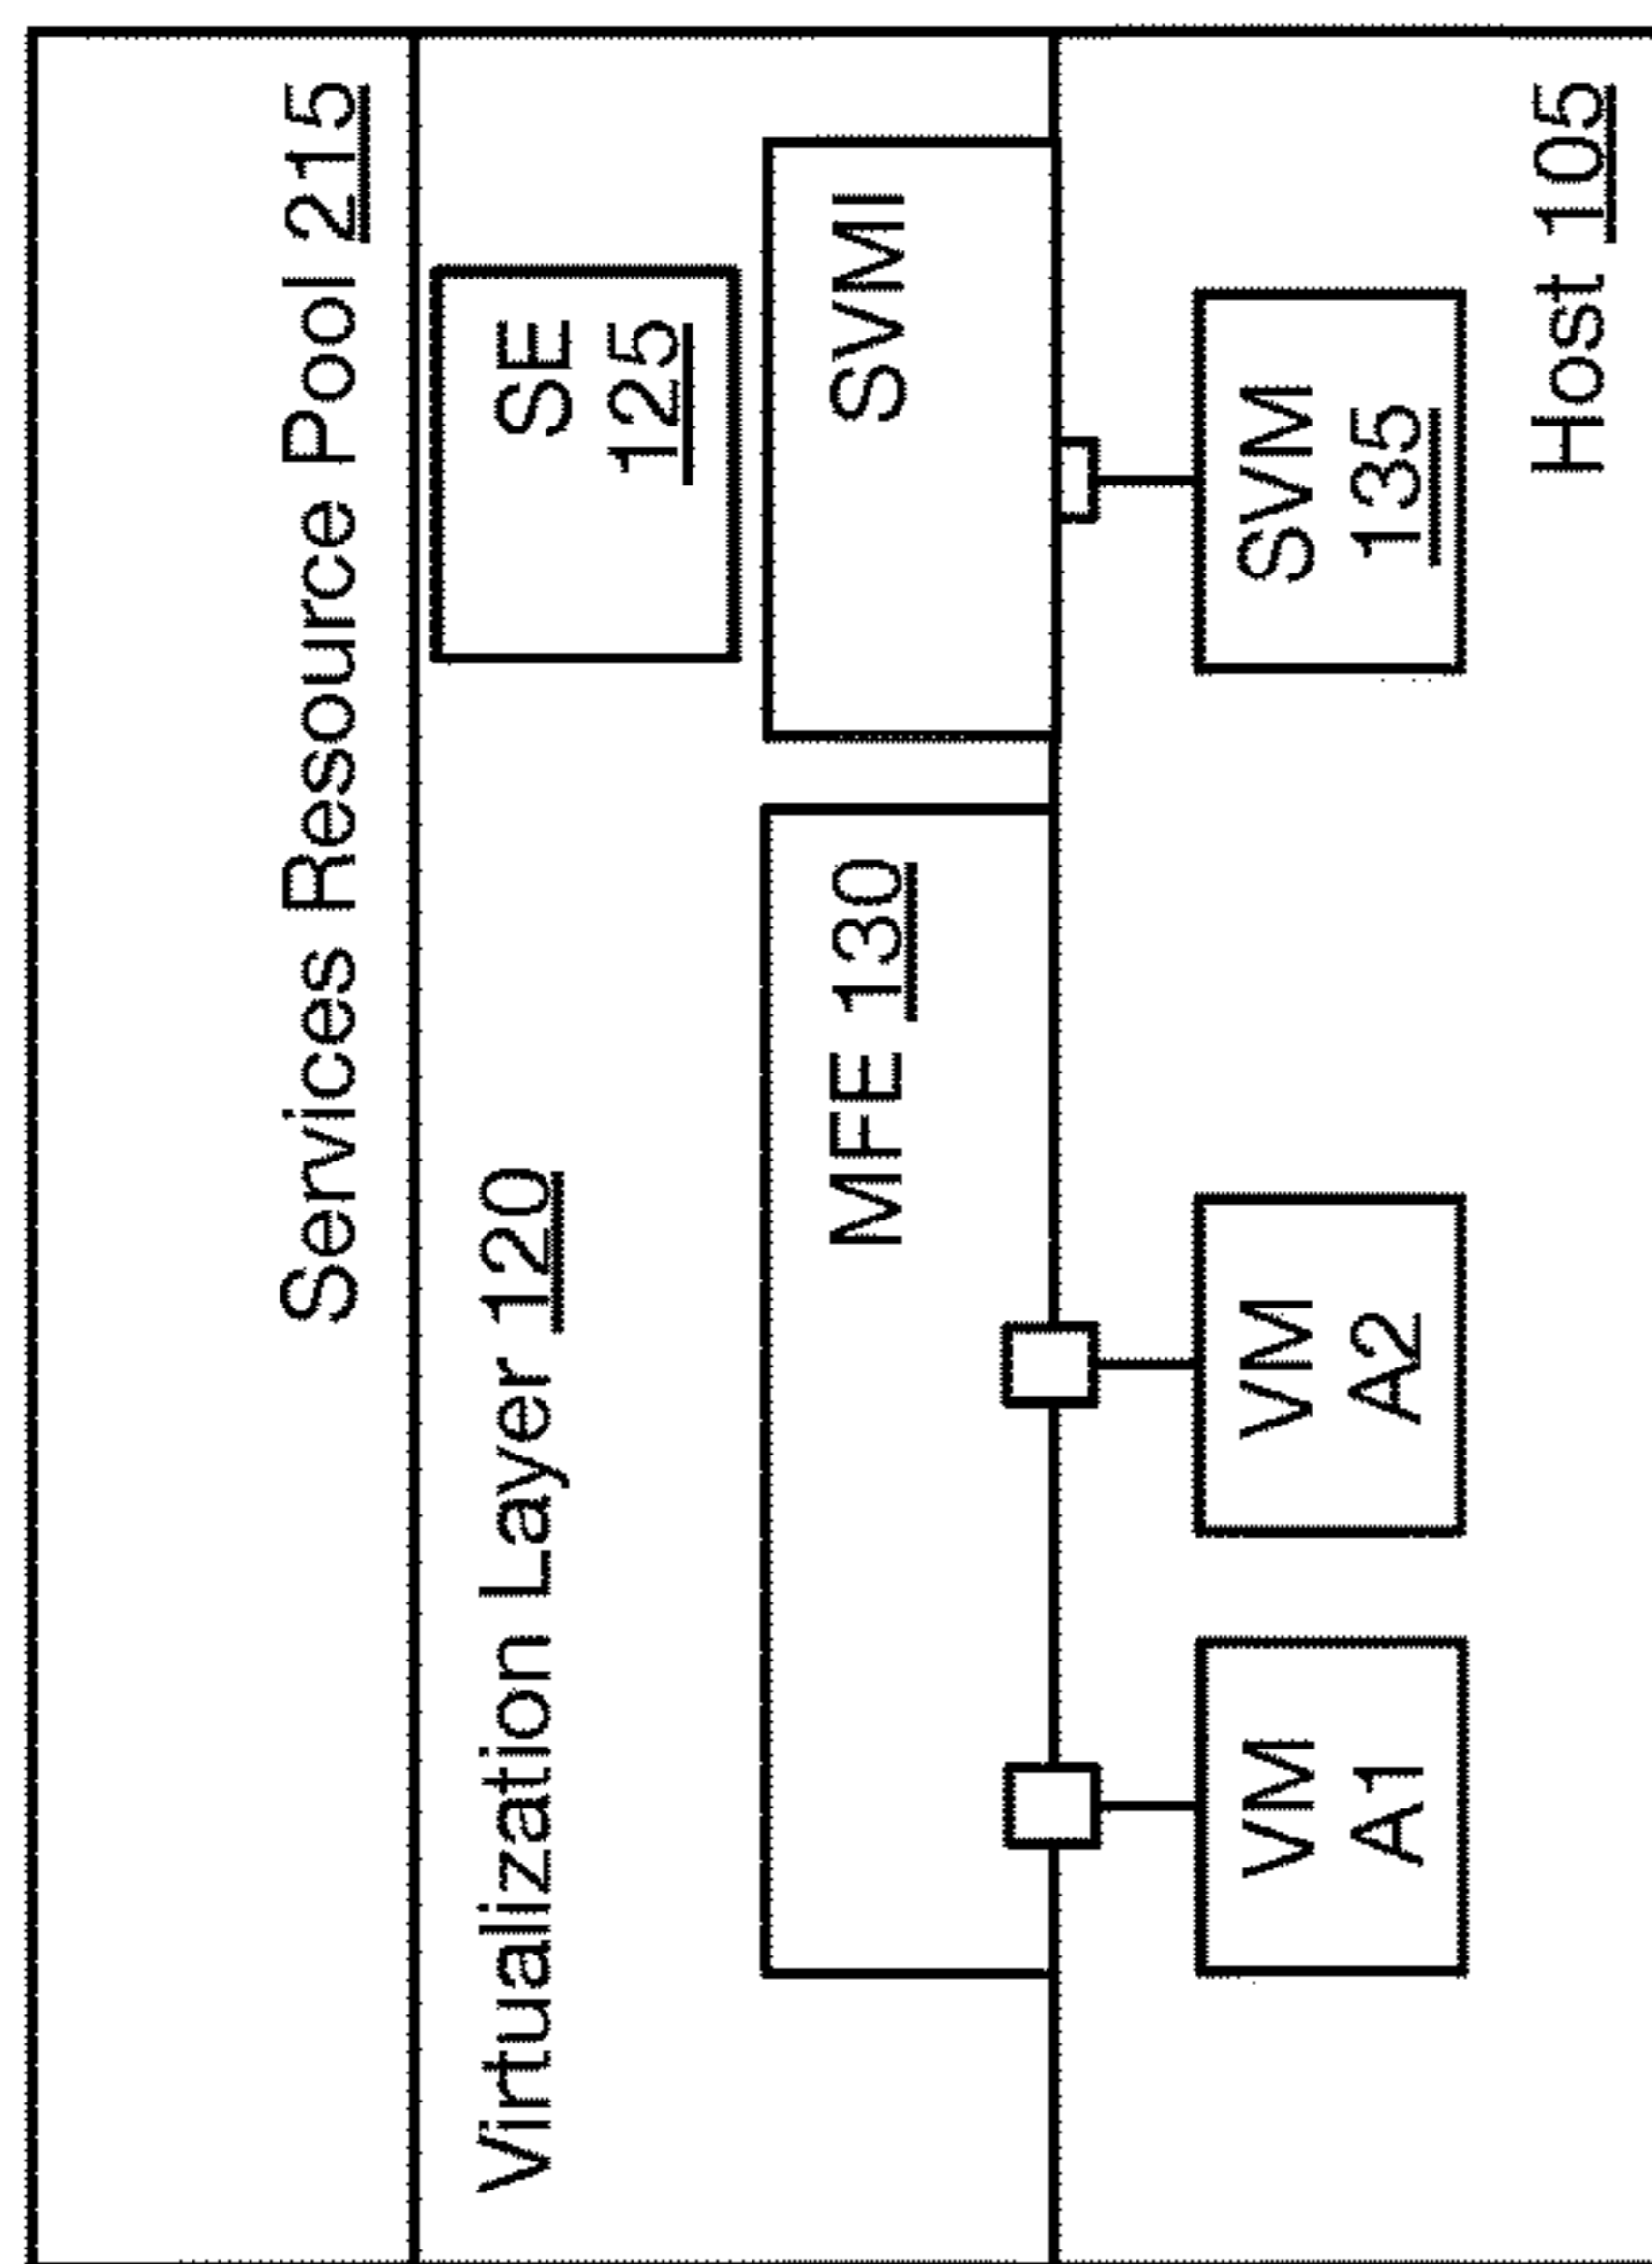 Services Resource Pool 215
Virtualization Layer 120
SE
125
MFE 130
SVMI
VM
A1
VM
A2
SVM
135
Host 105